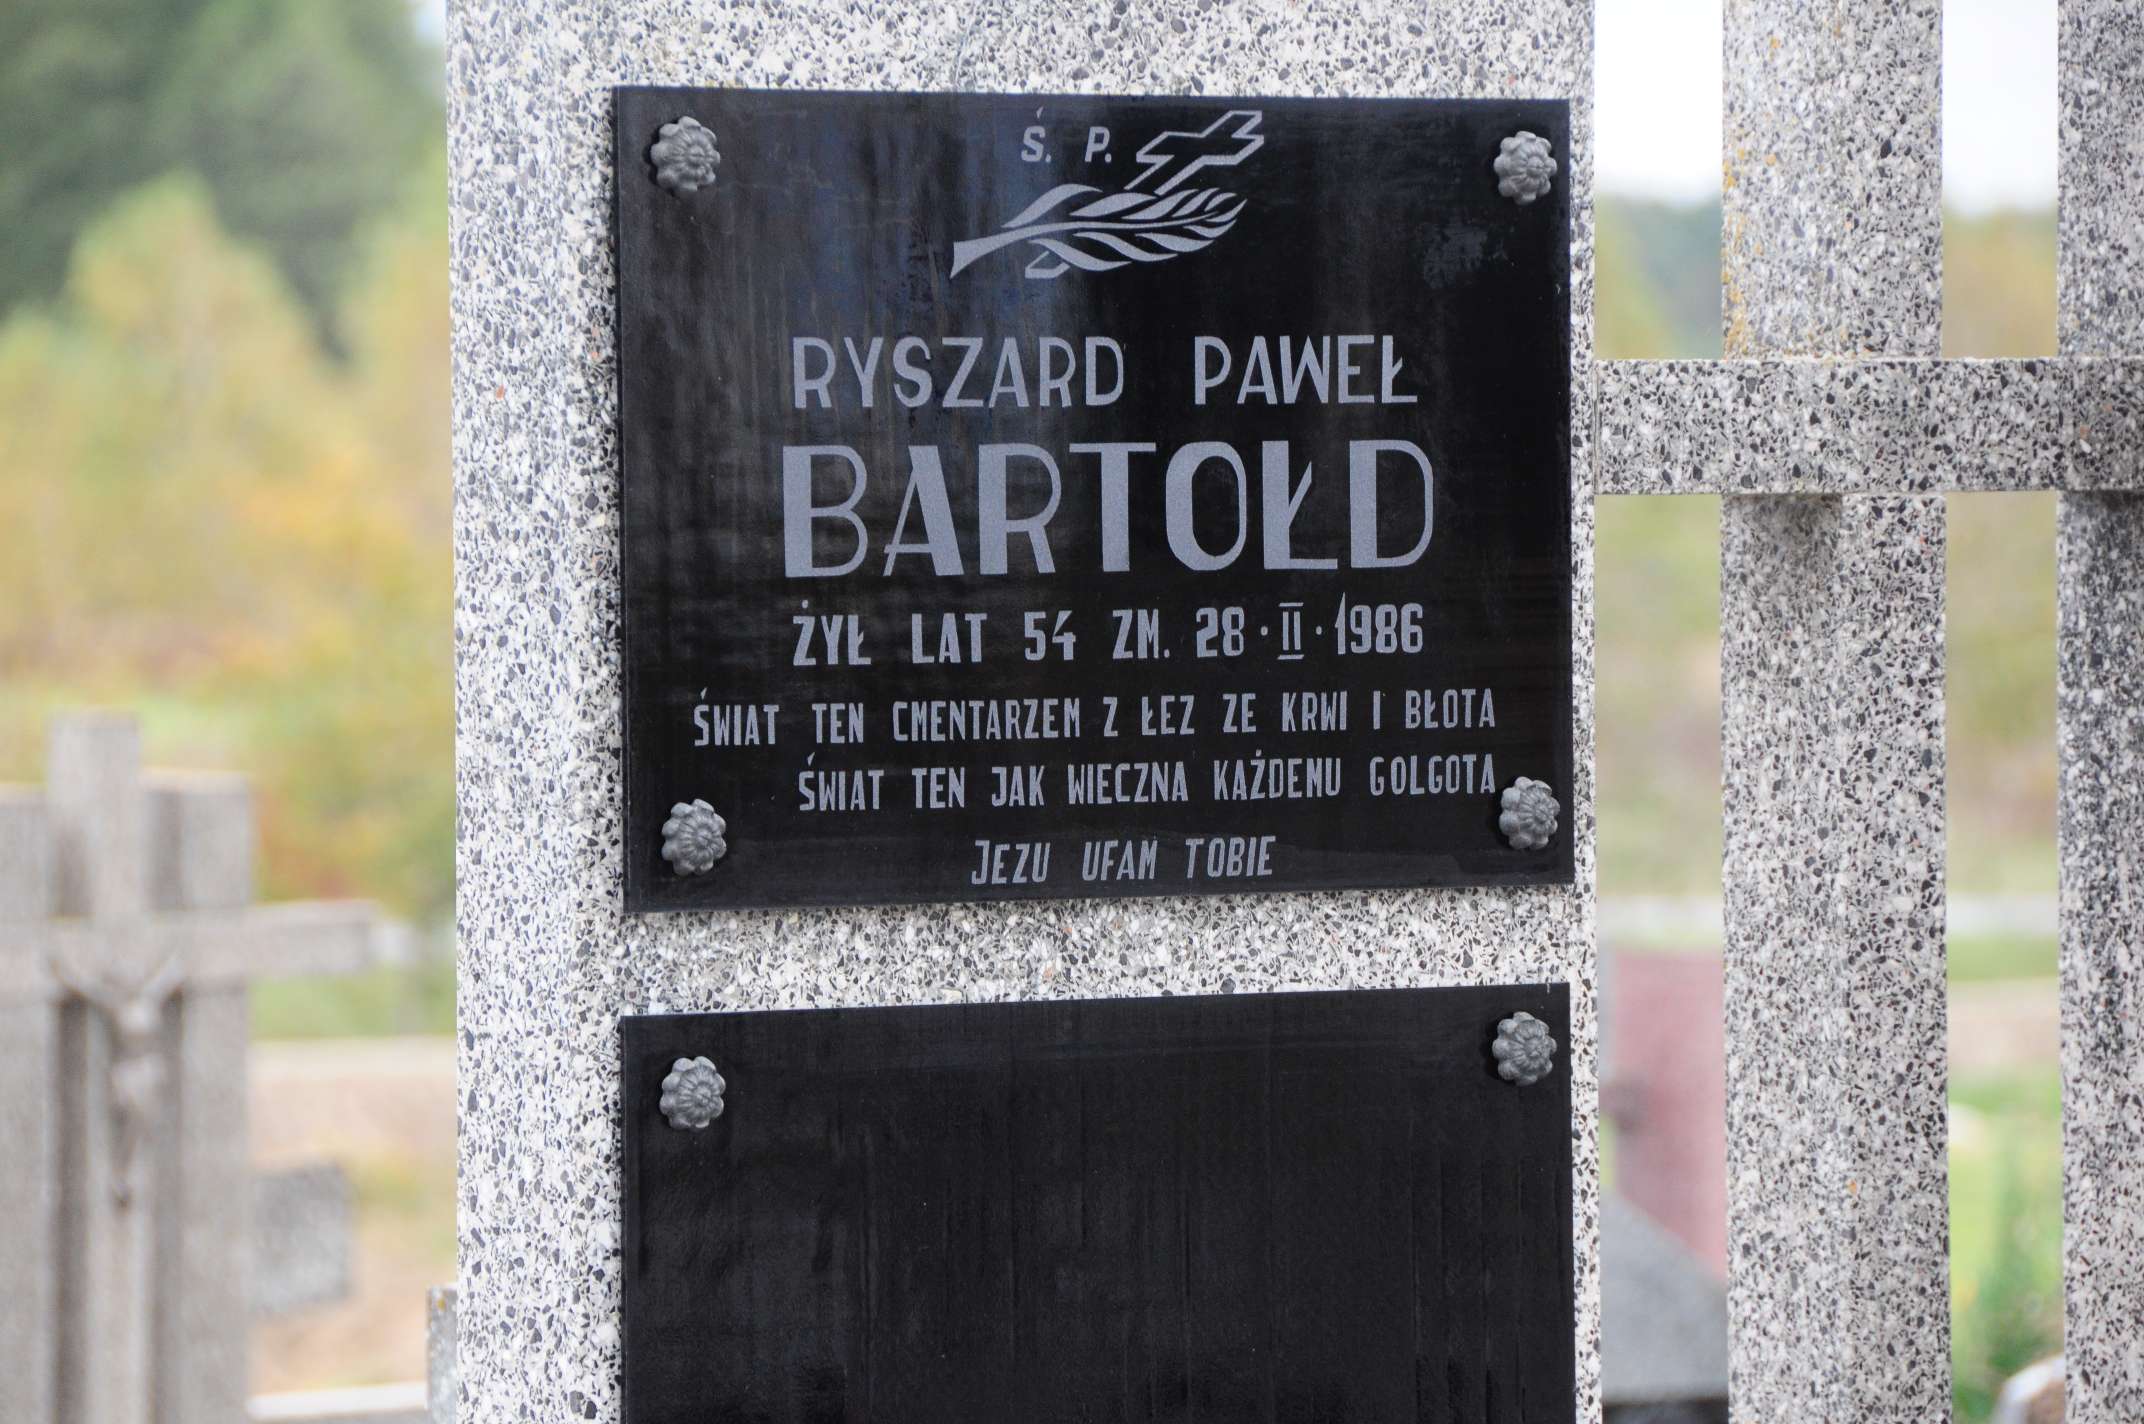 Ś. P.
RYSZARD PAWEŁ
BARTOŁD
ŻYŁ LAT 54 ZM. 28·II·1986
ŚWIAT TEN CMENTARZEM Z ŁEZ ZE KRWI I BŁOTA
ŚWIAT TEN JAK WIECZNA KAŻDEMU GOLGOTA
JEZU UFAM TOBIE